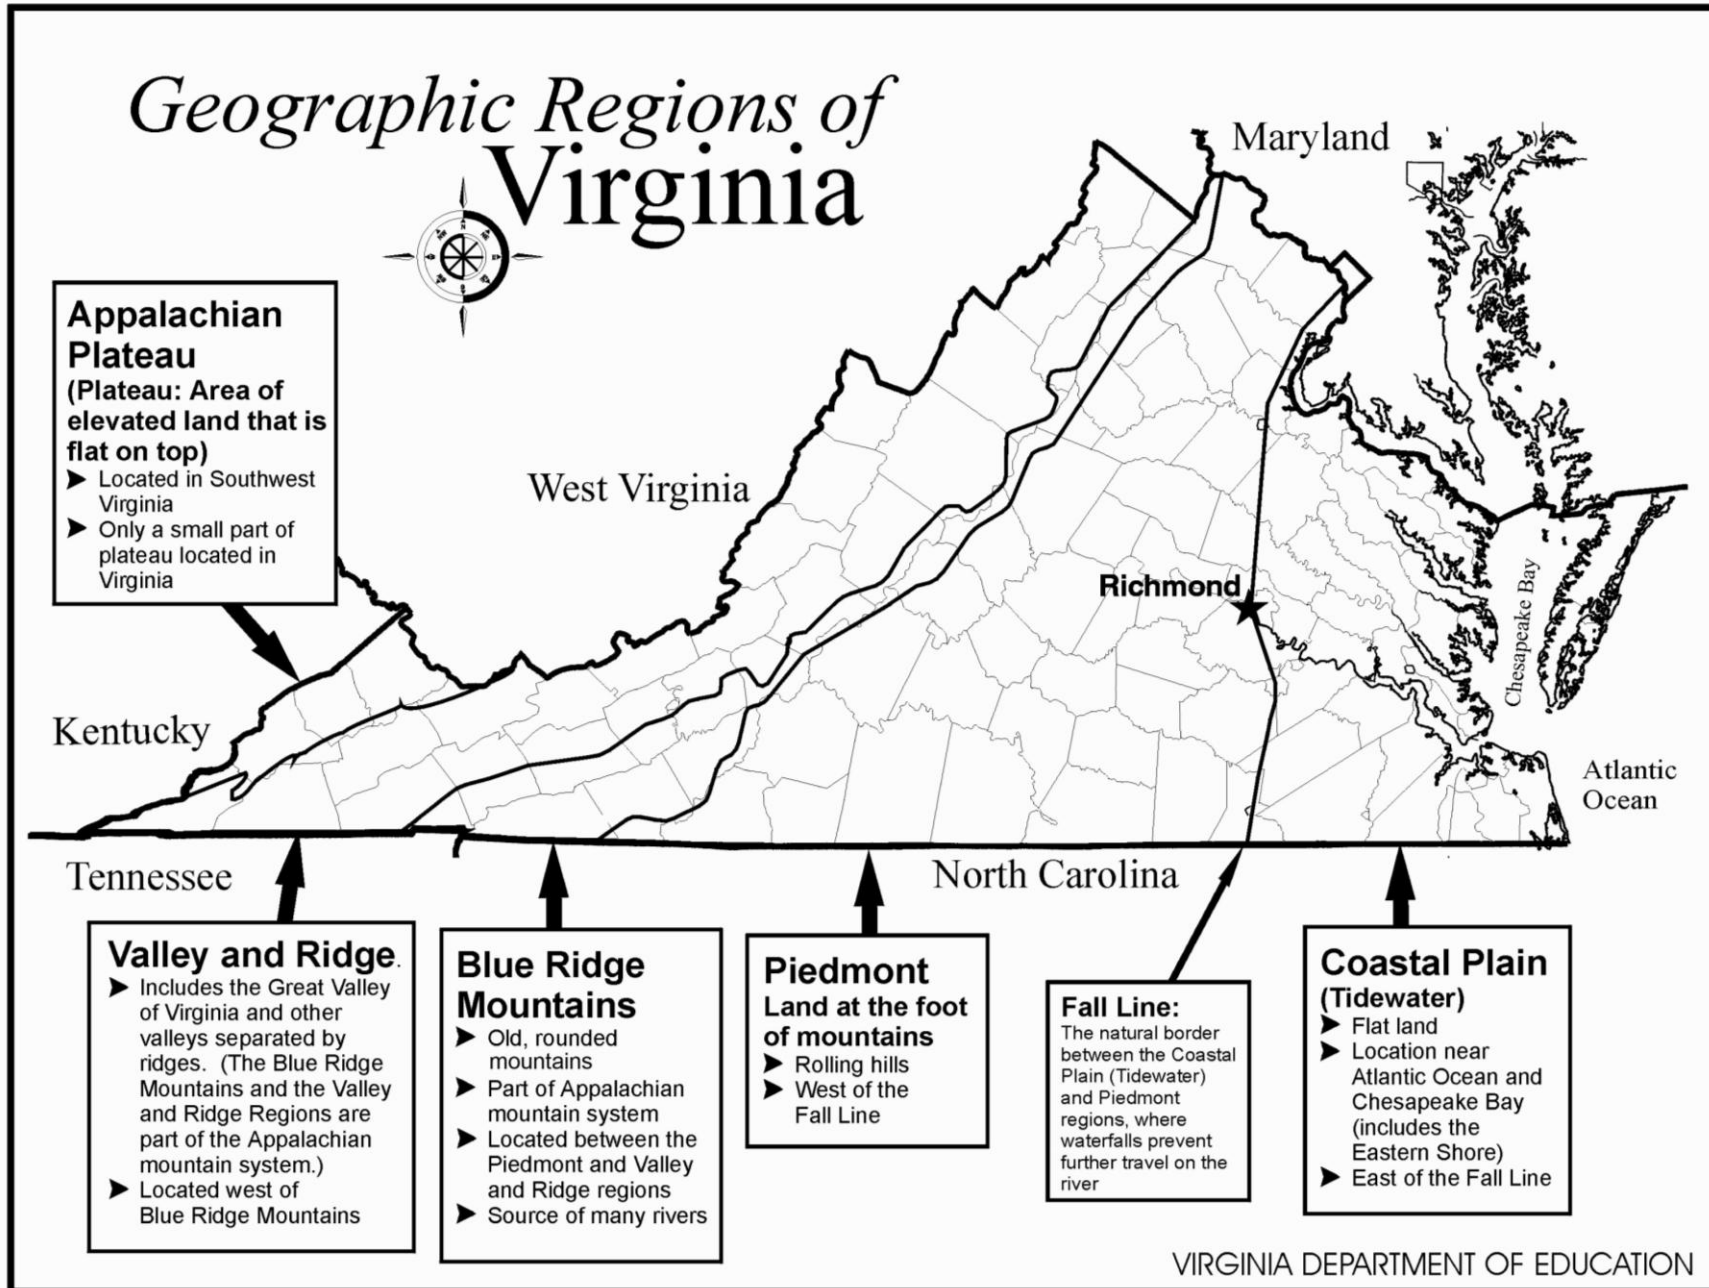 Geographic Regions of
Virginia
Maryland
Appalachian
Plateau
(Plateau: Area of
elevated land that is
flat on top)
➤ Located in Southwest
Virginia
➤ Only a small part of
plateau located in
Virginia
West Virginia
Richmond
Chesapeake Bay
Kentucky
Atlantic
Ocean
Tennessee
North Carolina
Valley and Ridge.
➤ Includes the Great Valley
of Virginia and other
valleys separated by
ridges. (The Blue Ridge
Mountains and the Valley
and Ridge Regions are
part of the Appalachian
mountain system.)
➤ Located west of
Blue Ridge Mountains
Blue Ridge
Mountains
➤ Old, rounded
mountains
➤ Part of Appalachian
mountain system
➤ Located between the
Piedmont and Valley
and Ridge regions
➤ Source of many rivers
Piedmont
Land at the foot
of mountains
➤ Rolling hills
➤ West of the
Fall Line
Fall Line:
The natural border
between the Coastal
Plain (Tidewater)
and Piedmont
regions, where
waterfalls prevent
further travel on the
river
Coastal Plain
(Tidewater)
➤ Flat land
➤ Location near
Atlantic Ocean and
Chesapeake Bay
(includes the
Eastern Shore)
➤ East of the Fall Line
VIRGINIA DEPARTMENT OF EDUCATION